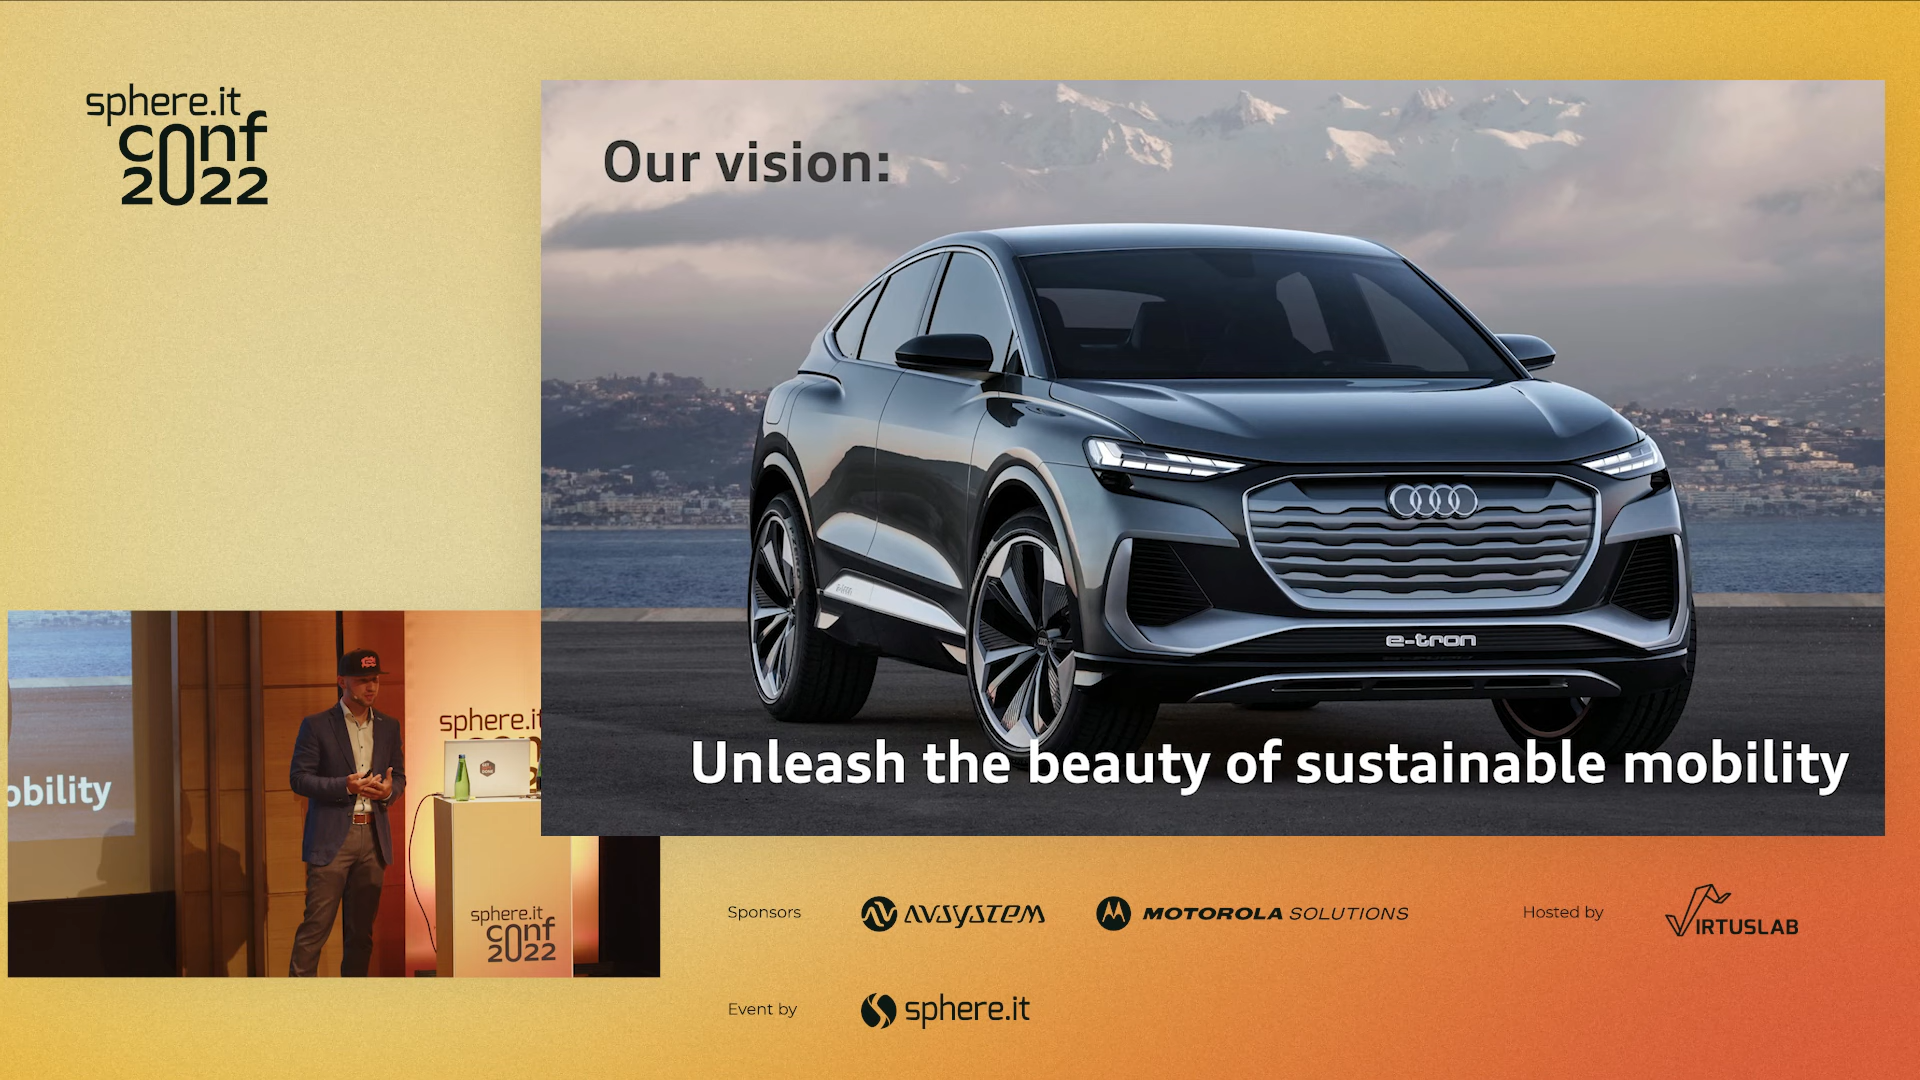 sphere.it
conf
2022
Our vision:
e-tron
Unleash the beauty of sustainable mobility
obility
sphere.it
sphere.it
conf
2022
Sponsors
AVSYSTEM
MOTOROLA SOLUTIONS
Hosted by
VIRTUSLAB
Event by
sphere.it